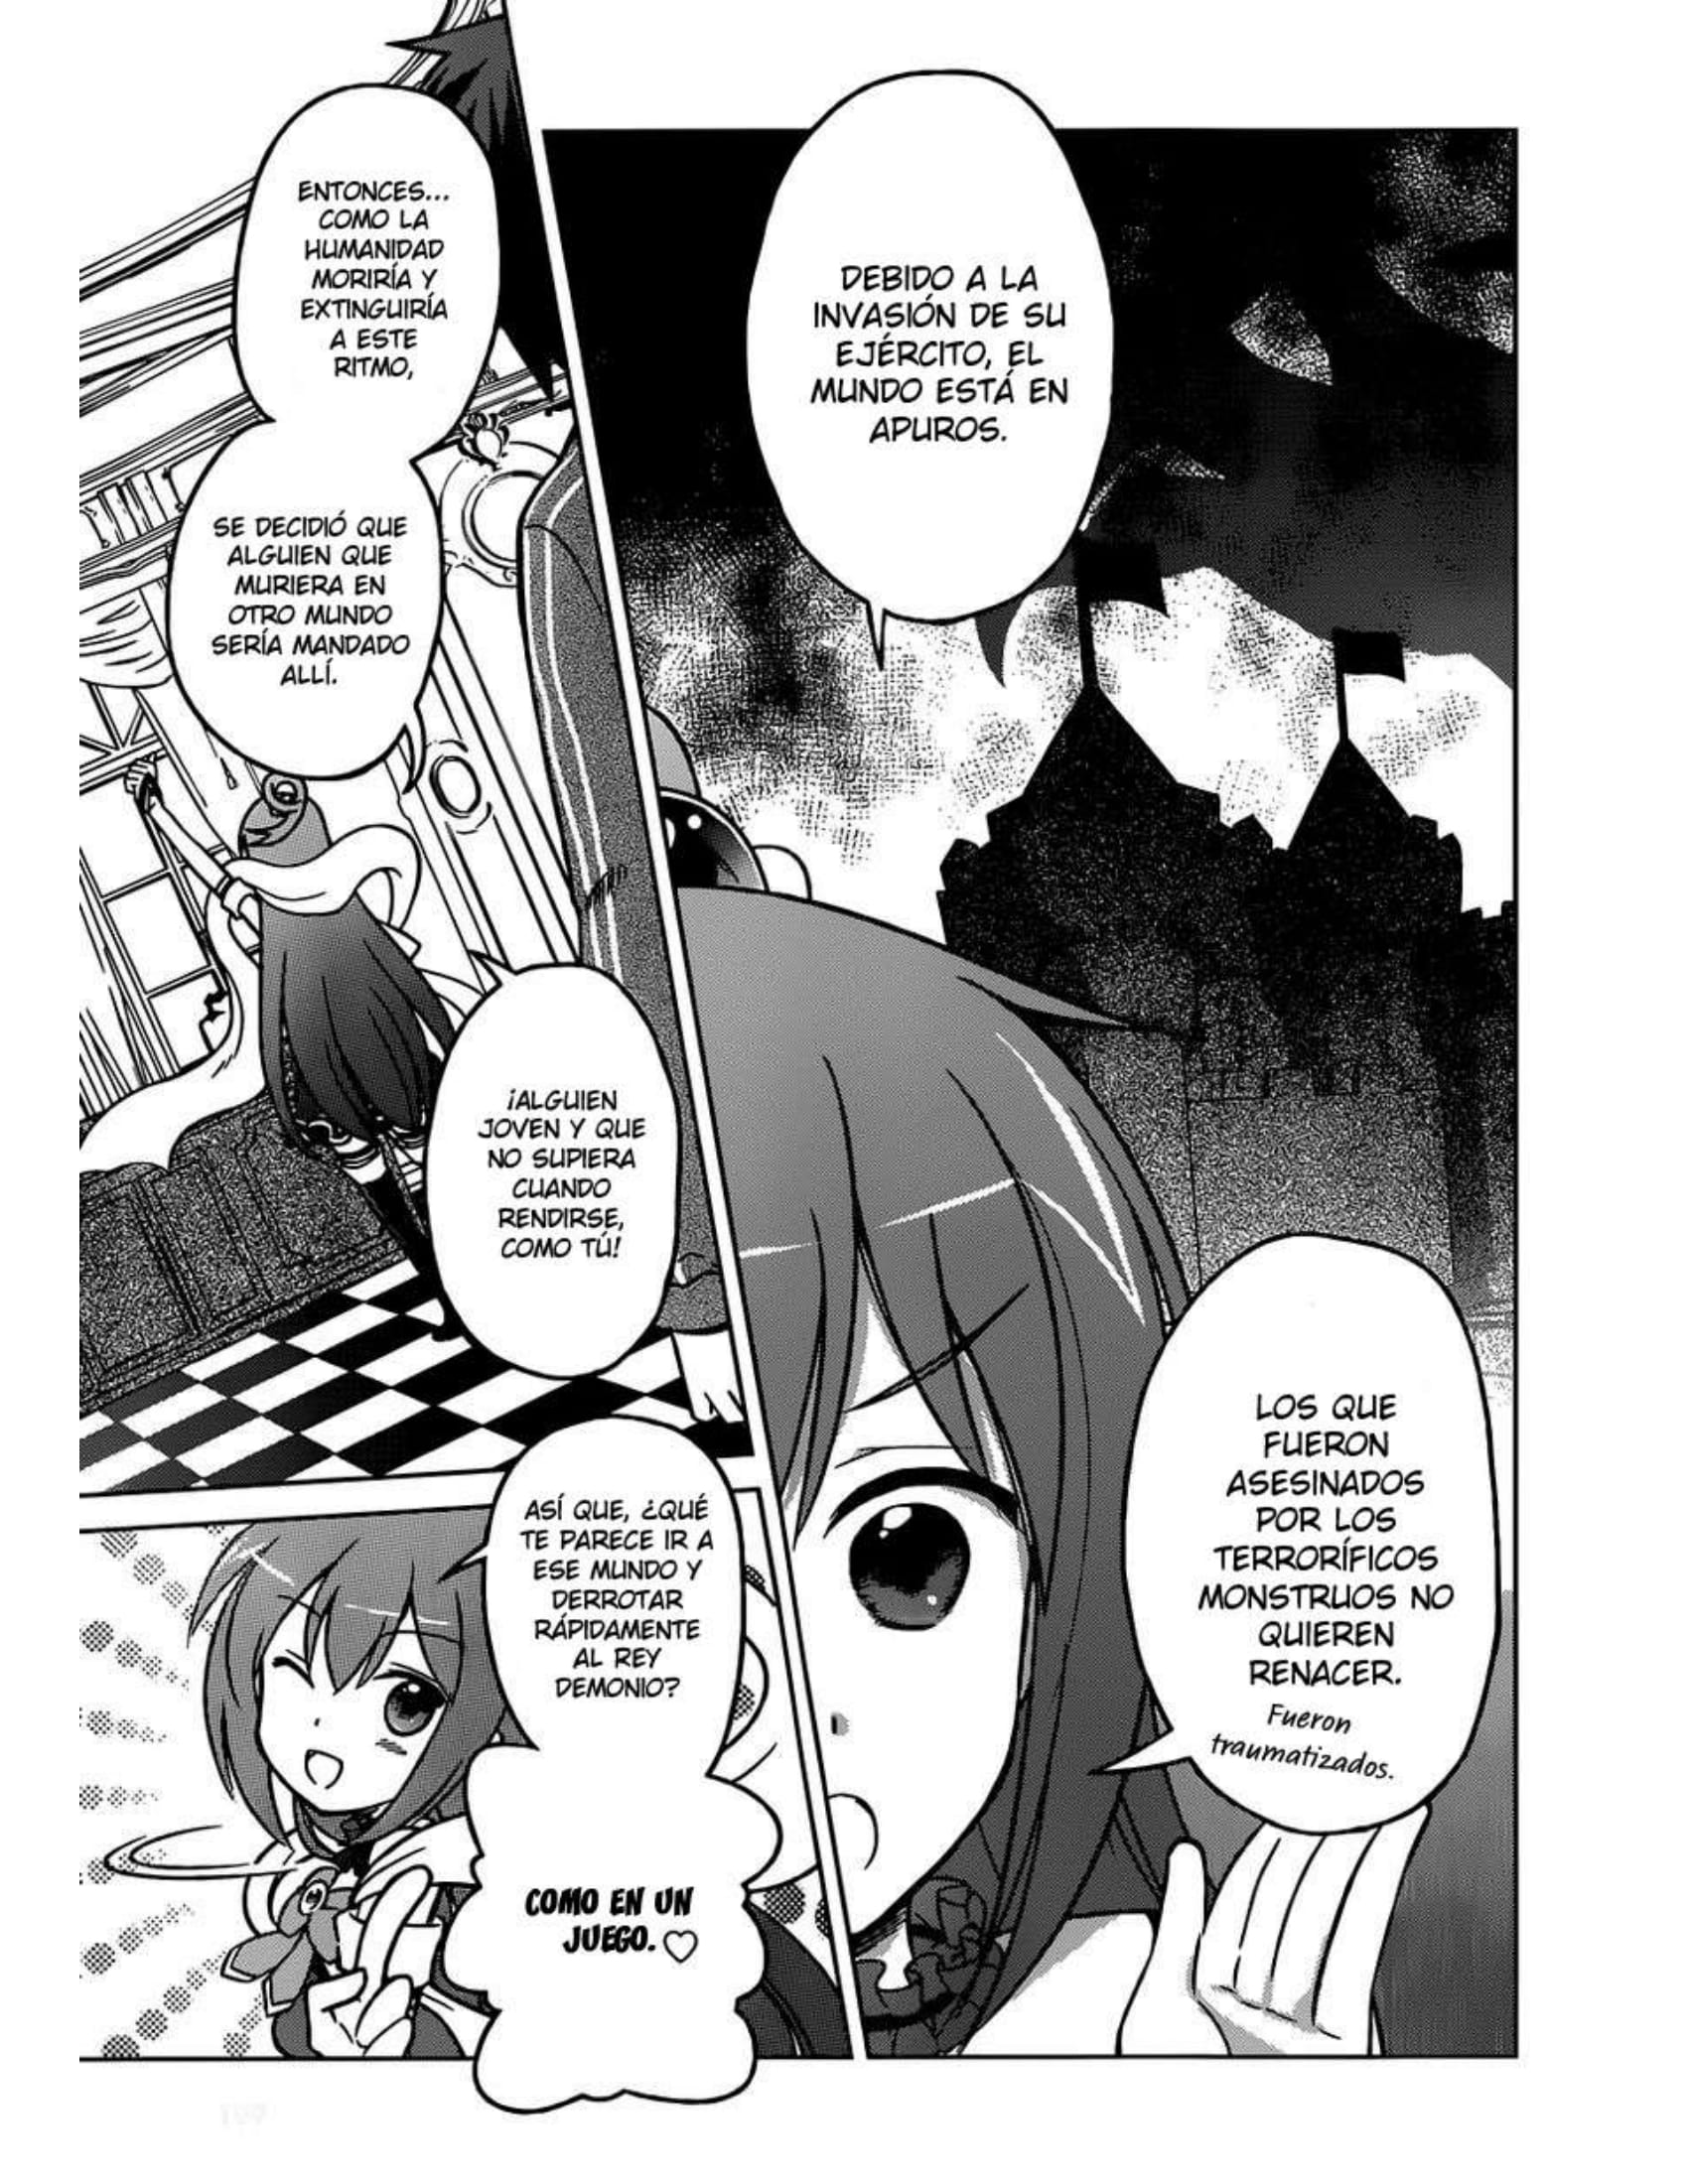 DEBIDO A LA
INVASIÓN DE SU
EJÉRCITO, EL
MUNDO ESTÁ EN
APUROS.
LOS QUE
FUERON
ASESINADOS
POR LOS
TERRORÍFICOS
MONSTRUOS NO
QUIEREN
RENACER.
Fueron
traumatizados.
ENTONCES...
COMO LA
HUMANIDAD
MORIRÍA Y
EXTINGUIRÍA
A ESTE
RITMO,
SE DECIDIÓ QUE
ALGUIEN QUE
MURIERA EN
OTRO MUNDO
SERÍA MANDADO
ALLÍ.
¡ALGUIEN
JOVEN Y QUE
NO SUPIERA
CUANDO
RENDIRSE,
COMO TÚ!
ASÍ QUE, ¿QUÉ
TE PARECE IR A
ESE MUNDO Y
DERROTAR
RÁPIDAMENTE
AL REY
DEMONIO?
COMO EN UN
JUEGO.♡